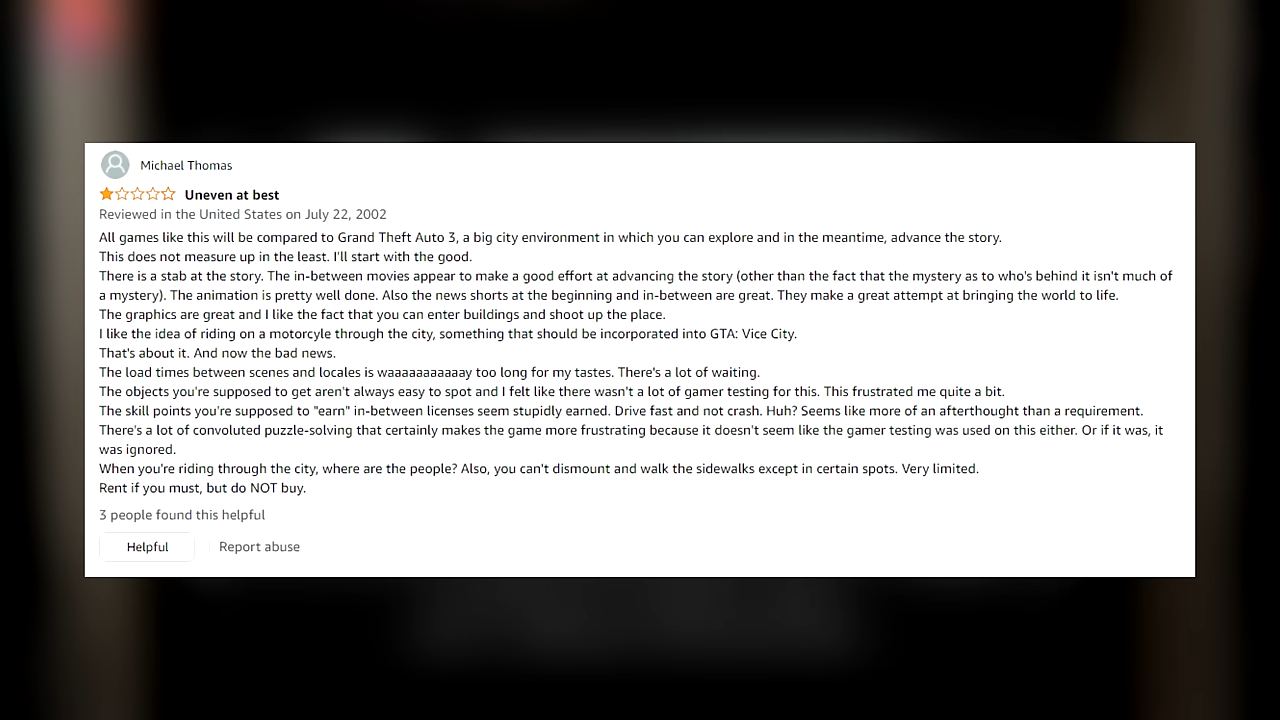 Michael Thomas
Uneven at best
Reviewed in the United States on July 22, 2002
All games like this will be compared to Grand Theft Auto 3, a big city environment in which you can explore and in the meantime, advance the story.
This does not measure up in the least. I'll start with the good.
There is a stab at the story. The in-between movies appear to make a good effort at advancing the story (other than the fact that the mystery as to who's behind it isn't much of
a mystery). The animation is pretty well done. Also the news shorts at the beginning and in-between are great. They make a great attempt at bringing the world to life.
The graphics are great and I like the fact that you can enter buildings and shoot up the place.
I like the idea of riding on a motorcyle through the city, something that should be incorporated into GTA: Vice City.
That's about it. And now the bad news.
The load times between scenes and locales is waaaaaaaaaay too long for my tastes. There's a lot of waiting.
The objects you're supposed to get aren't always easy to spot and I felt like there wasn't a lot of gamer testing for this. This frustrated me quite a bit.
The skill points you're supposed to "earn" in-between licenses seem stupidly earned. Drive fast and not crash. Huh? Seems like more of an afterthought than a requirement.
There's a lot of convoluted puzzle-solving that certainly makes the game more frustrating because it doesn't seem like the gamer testing was used on this either. Or if it was, it
was ignored.
When you're riding through the city, where are the people? Also, you can't dismount and walk the sidewalks except in certain spots. Very limited.
Rent if you must, but do NOT buy.
3 people found this helpful
Helpful
Report abuse